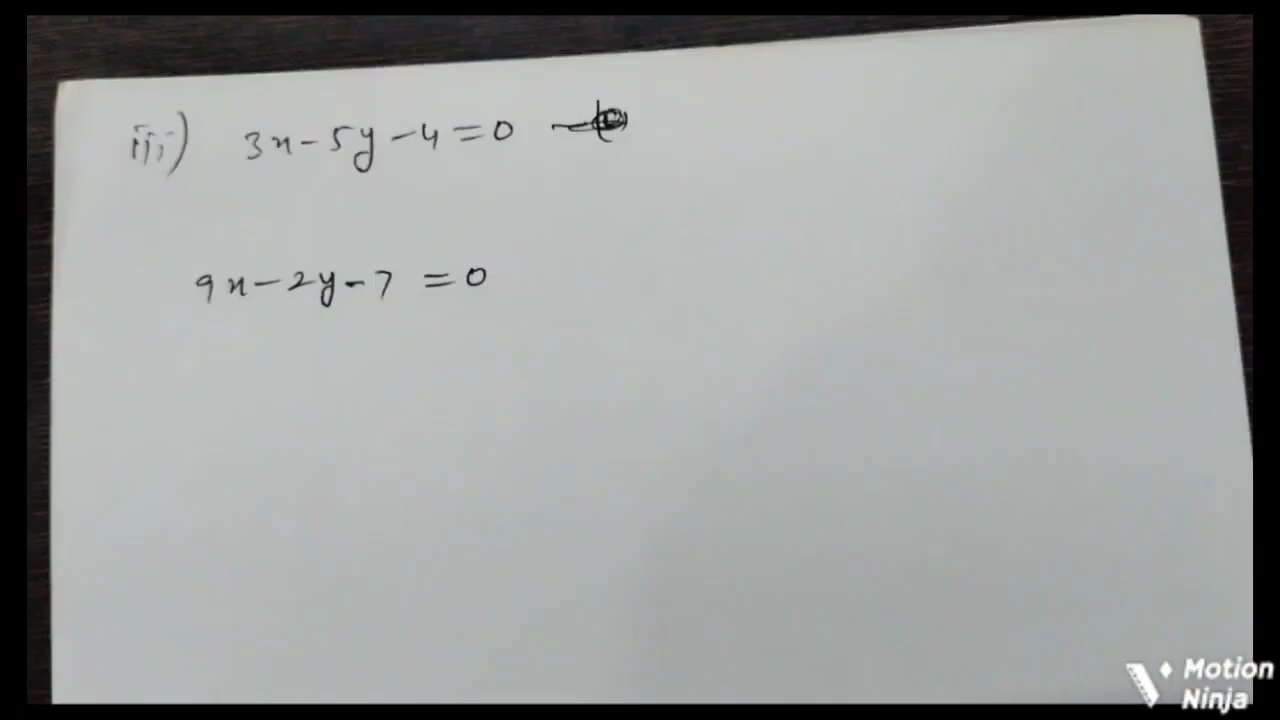 iii) 3x - 5y - 4 = 0 —
9x - 2y - 7 = 0
Motion
Ninja